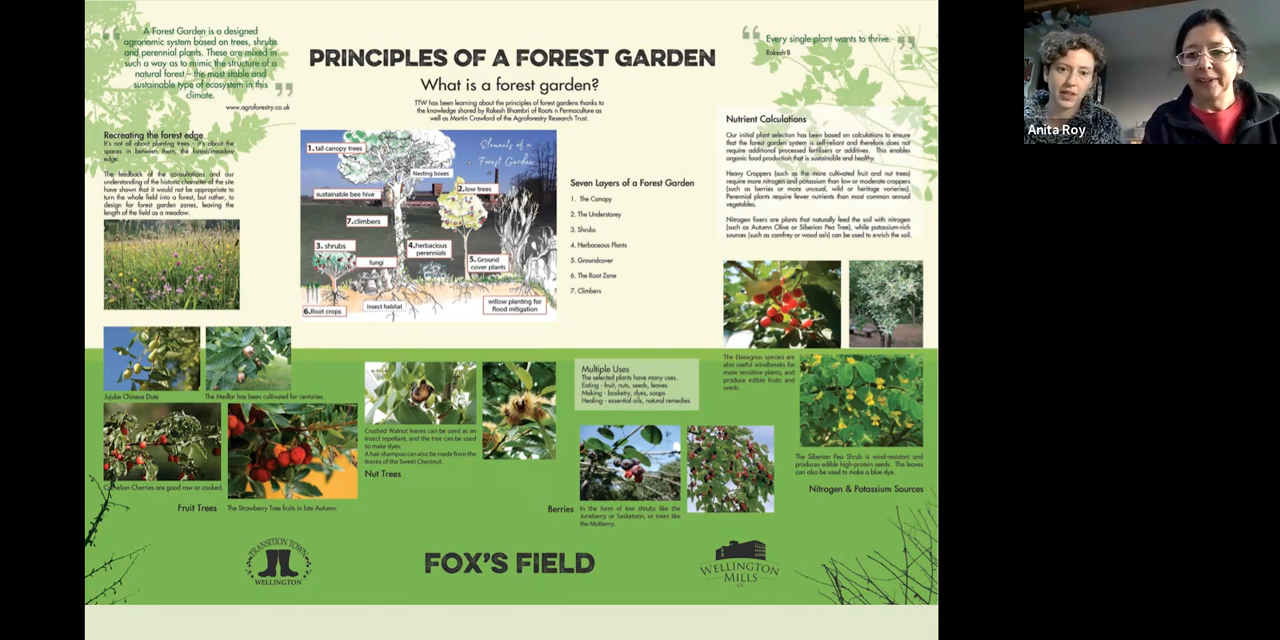 A Forest Garden is a designed
agronomic system based on trees, shrubs
and perennial plants. These are mixed in
such a way as to mimic the structure of a
natural forest – the most stable and
sustainable type of ecosystem in this
climate.
www.agroforestry.co.uk
Recreating the forest edge
It's not all about planting trees - it's about the
spaces in between them, the forest/meadow
edge.
The feedback of the consultations and our
understanding of the historic character of the site
have shown that it would not be appropriate to
turn the whole field into a forest, but rather, to
design for forest garden zones, leaving the
length of the field as a meadow.
PRINCIPLES OF A FOREST GARDEN
What is a forest garden?
TTW has been learning about the principles of forest gardens thanks to
the knowledge shared by Rakesh Bhambri of Roots n Permaculture as
well as Martin Crawford of the Agroforestry Research Trust.
Elements of a
Forest Garden
1. tall canopy trees
Nesting boxes
sustainable bee hive
2. low trees
7. climbers
3. shrubs
4. herbacious
perennials
fungi
5. Ground
cover plants
insect habitat
6. Root crops
willow planting for
flood mitigation
Seven Layers of a Forest Garden
1. The Canopy
2. The Understorey
3. Shrubs
4. Herbaceous Plants
5. Groundcover
6. The Root Zone
7. Climbers
Every single plant wants to thrive.
Rakesh B
Nutrient Calculations
Our initial plant selection has been based on calculations to ensure
that the forest garden system is self-reliant and therefore does not
require additional processed fertilisers or additives. This enables
organic food production that is sustainable and healthy.
Heavy Croppers (such as the more cultivated fruit and nut trees)
require more nitrogen and potassium than low or moderate croppers
(such as berries or more unusual, wild or heritage varieties).
Perennial plants require fewer nutrients than most common annual
vegetables.
Nitrogen fixers are plants that naturally feed the soil with nitrogen
(such as Autumn Olive or Siberian Pea Tree), while potassium-rich
sources (such as comfrey or wood ash) can be used to enrich the soil.
Jujube Chinese Date
The Medlar has been cultivated for centuries.
Cornelian Cherries are good raw or cooked.
Fruit Trees
The Strawberry Tree fruits in late Autumn.
Crushed Walnut leaves can be used as an
insect repellant, and the tree can be used
to make dyes.
A hair shampoo can also be made from the
leaves of the Sweet Chestnut.
Nut Trees
Multiple Uses
The selected plants have many uses.
Eating - fruit, nuts, seeds, leaves
Making - basketry, dyes, soaps
Healing - essential oils, natural remedies
Berries
In the form of low shrubs like the
Juneberry or Saskatoon, or trees like
the Mulberry.
The Elaeagnus species are
also useful windbreaks for
more sensitive plants, and
produce edible fruits and
seeds.
The Siberian Pea Shrub is wind-resistant and
produces edible high-protein seeds. The leaves
can also be used to make a blue dye.
Nitrogen & Potassium Sources
TRANSITION TOWN
WELLINGTON
FOX'S FIELD
WELLINGTON
MILLS
CIC
Anita Roy